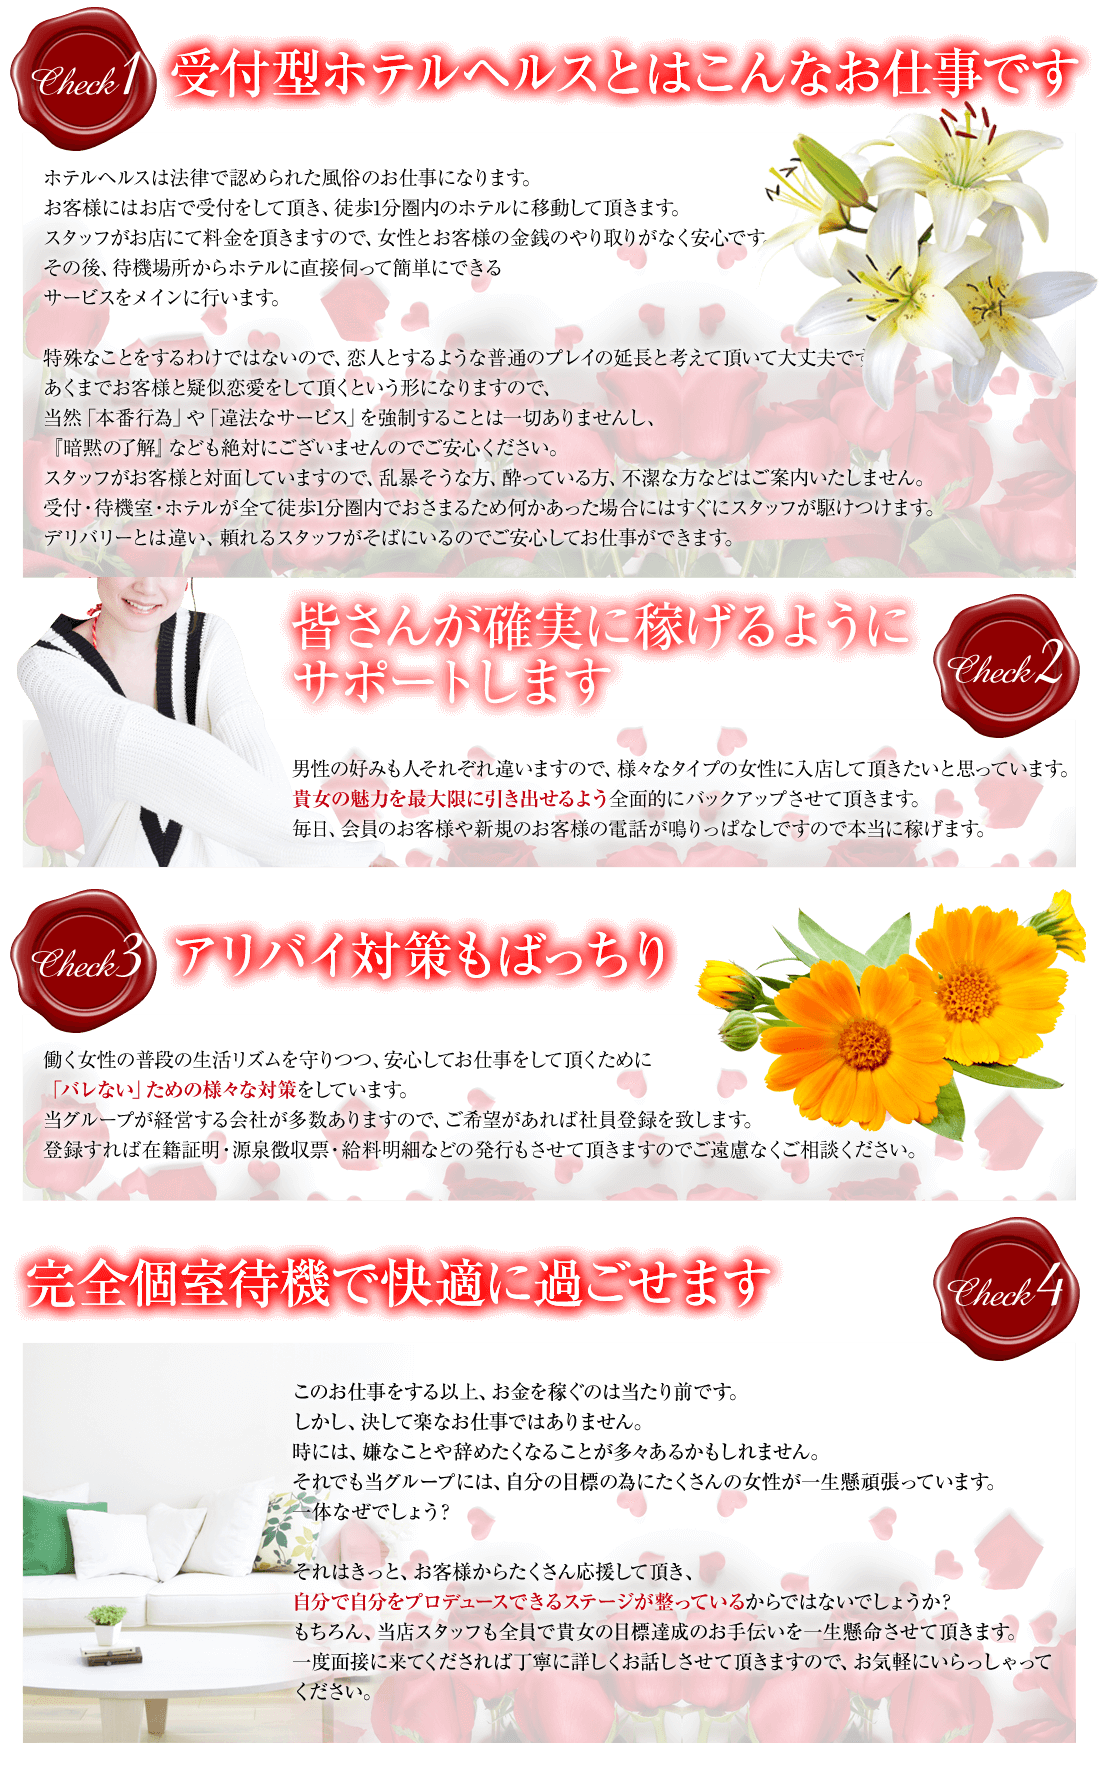 Check1
受付型ホテルヘルスとはこんなお仕事です
ホテルヘルスは法律で認められた風俗のお仕事になります。
お客様にはお店で受付をして頂き、徒歩1分圏内のホテルに移動して頂きます。
スタッフがお店にて料金を頂きますので、女性とお客様の金銭のやり取りがなく安心です。
その後、待機場所からホテルに直接伺って簡単にできる
サービスをメインに行います。
特殊なことをするわけではないので、恋人とするような普通のプレイの延長と考えて頂いて大丈夫です
あくまでお客様と疑似恋愛をして頂くという形になりますので、
当然「本番行為」や「違法なサービス」を強制することは一切ありませんし、
『暗黙の了解』なども絶対にございませんのでご安心ください。
スタッフがお客様と対面していますので、乱暴そうな方、酔っている方、不潔な方などはご案内いたしません。
受付・待機室・ホテルが全て徒歩1分圏内でおさまるため何かあった場合にはすぐにスタッフが駆けつけます。
デリバリーとは違い、頼れるスタッフがそばにいるのでご安心してお仕事ができます。
皆さんが確実に稼げるように
サポートします
Check2
男性の好みも人それぞれ違いますので、様々なタイプの女性に入店して頂きたいと思っています。
貴女の魅力を最大限に引き出せるよう全面的にバックアップさせて頂きます。
毎日、会員のお客様や新規のお客様の電話が鳴りっぱなしですので本当に稼げます。
Check3
アリバイ対策もばっちり
働く女性の普段の生活リズムを守りつつ、安心してお仕事をして頂くために
「バレない」ための様々な対策をしています。
当グループが経営する会社が多数ありますので、ご希望があれば社員登録を致します。
登録すれば在籍証明・源泉徴収票・給料明細などの発行もさせて頂きますのでご遠慮なくご相談ください。
完全個室待機で快適に過ごせます
Check4
このお仕事をする以上、お金を稼ぐのは当たり前です。
しかし、決して楽なお仕事ではありません。
時には、嫌なことや辞めたくなることが多々あるかもしれません。
それでも当グループには、自分の目標の為にたくさんの女性が一生懸頑張っています。
一体なぜでしょう？
それはきっと、お客様からたくさん応援して頂き、
自分で自分をプロデュースできるステージが整っているからではないでしょうか？
もちろん、当店スタッフも全員で貴女の目標達成のお手伝いを一生懸命させて頂きます。
一度面接に来てくだされば丁寧に詳しくお話しさせて頂きますので、お気軽にいらっしゃって
ください。